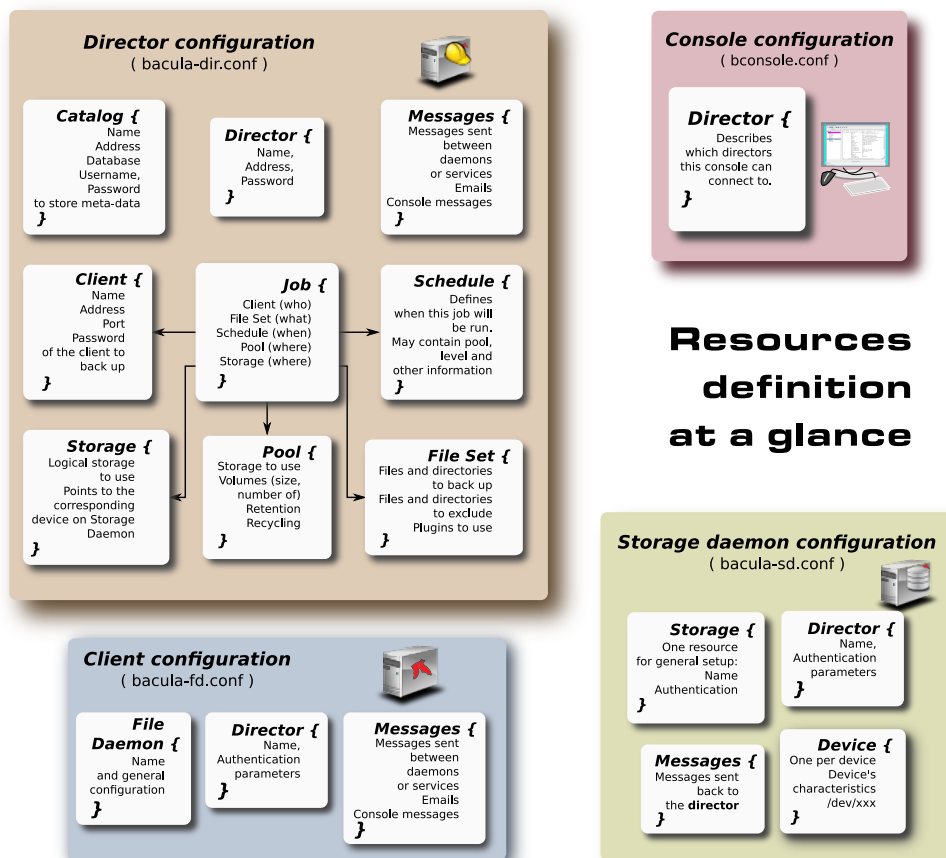 Director configuration
( bacula-dir.conf )
Catalog {
Name
Address
Database
Username,
Password
to store meta-data
}
Director {
Name,
Address,
Password
}
Messages {
Messages sent
between
daemons
or services
Emails
Console messages
}
Client {
Name
Address
Port
Password
of the client to
back up
}
Job {
Client (who)
File Set (what)
Schedule (when)
Pool (where)
Storage (where)
}
Schedule {
Defines
when this job will
be run.
May contain pool,
level and
other information
}
Storage {
Logical storage
to use
Points to the
corresponding
device on Storage
Daemon
}
Pool {
Storage to use
Volumes (size,
number of)
Retention
Recycling
}
File Set {
Files and directories
to back up
Files and directories
to exclude
Plugins to use
}
Console configuration
( bconsole.conf )
Director {
Describes
which directors
this console can
connect to.
}
Resources
definition
at a glance
Client configuration
( bacula-fd.conf )
File
Daemon {
Name
and general
configuration
}
Director {
Name,
Authentication
parameters
}
Messages {
Messages sent
between
daemons
or services
Emails
Console messages
}
Storage daemon configuration
( bacula-sd.conf )
Storage {
One resource
for general setup:
Name
Authentication
}
Director {
Name,
Authentication
parameters
}
Messages {
Messages sent
back to
the director
}
Device {
One per device
Device's
characteristics
/dev/xxx
}